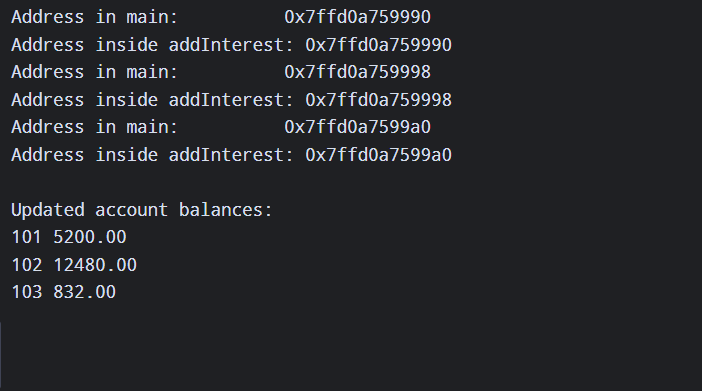 Address in main:          0x7ffd0a759990
Address inside addInterest: 0x7ffd0a759990
Address in main:          0x7ffd0a759998
Address inside addInterest: 0x7ffd0a759998
Address in main:          0x7ffd0a7599a0
Address inside addInterest: 0x7ffd0a7599a0

Updated account balances:
101 5200.00
102 12480.00
103 832.00